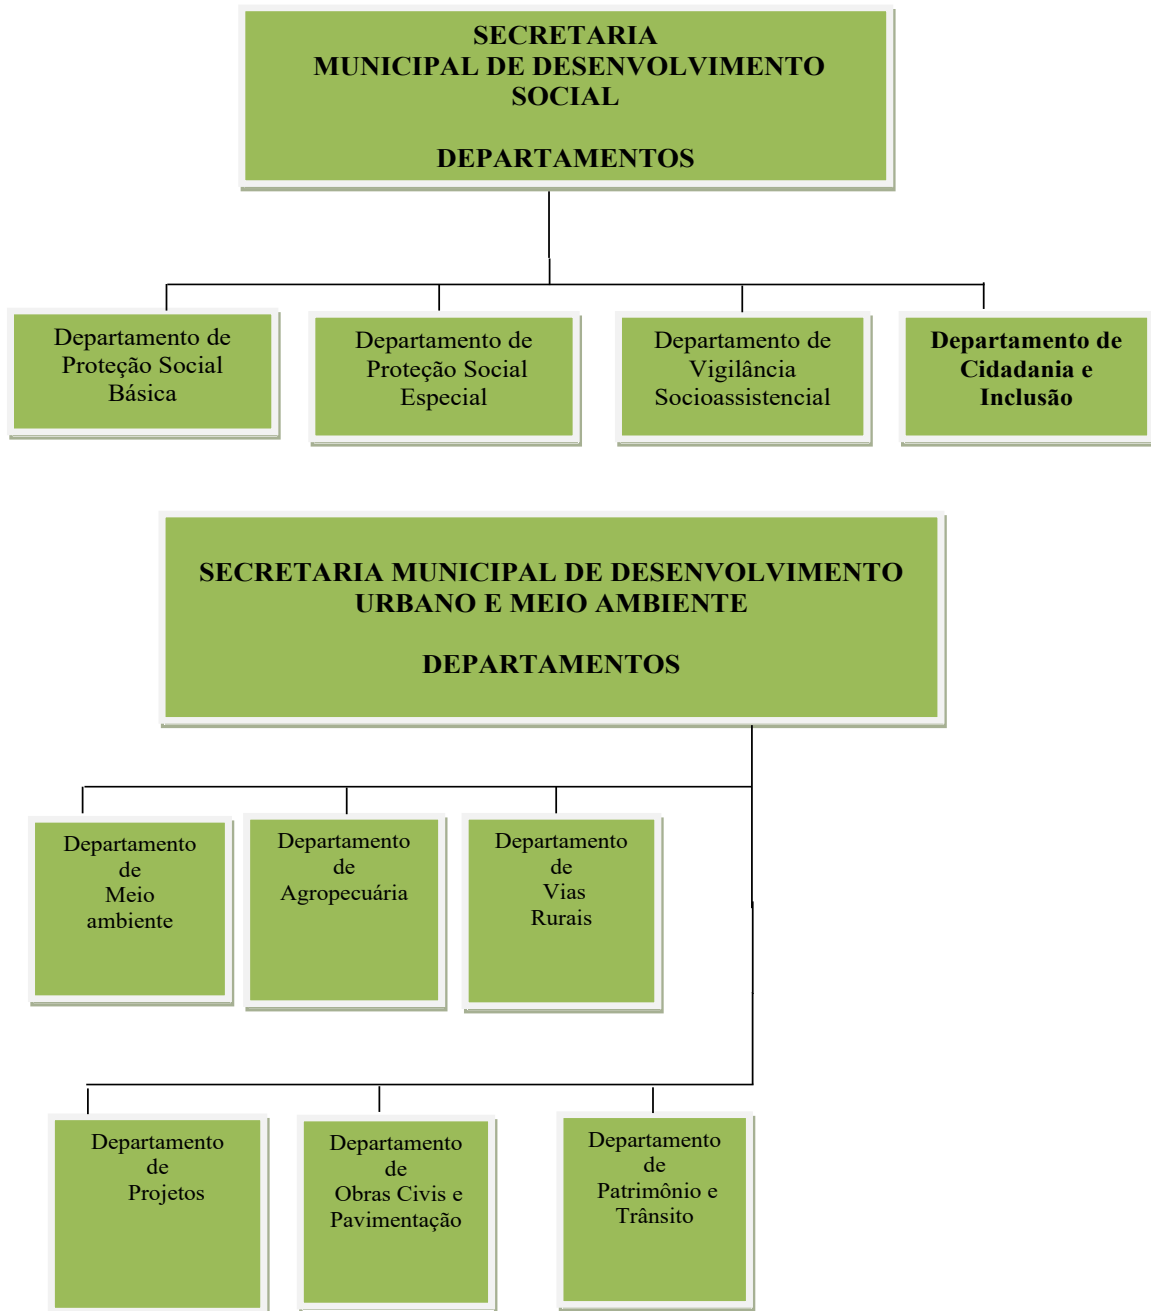 SECRETARIA
MUNICIPAL DE DESENVOLVIMENTO
SOCIAL
DEPARTAMENTOS
Departamento de
Proteção Social
Básica
Departamento de
Proteção Social
Especial
Departamento de
Vigilância
Socioassistencial
Departamento de
Cidadania e
Inclusão
SECRETARIA MUNICIPAL DE DESENVOLVIMENTO
URBANO E MEIO AMBIENTE
DEPARTAMENTOS
Departamento
de
Meio
ambiente
Departamento
de
Agropecuária
Departamento
de
Vias
Rurais
Departamento
de
Projetos
Departamento
de
Obras Civis e
Pavimentação
Departamento
de
Patrimônio e
Trânsito